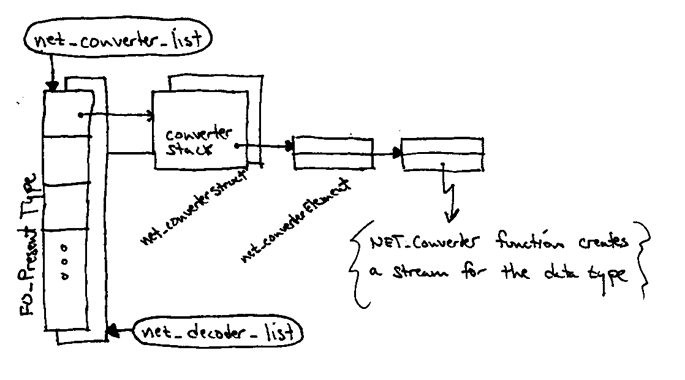 net_converter_list
converter
stack
FO_Present Type
net_converterStruct
net_converterElement
{ NET_Converter function creates
a stream for the data type }
net_decoder_list